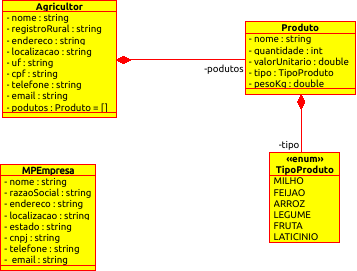 Agricultor
- nome : string
- registroRural : string
- endereco : string
- localizacao : string
- uf : string
- cpf : string
- telefone : string
- email : string
- podutos : Produto = []
-podutos
Produto
- nome : string
- quantidade : int
- valorUnitario : double
- tipo : TipoProduto
- pesoKg : double
-tipo
«enum»
TipoProduto
MILHO
FEIJAO
ARROZ
LEGUME
FRUTA
LATICINIO
MPEmpresa
- nome : string
- razaoSocial : string
- endereco : string
- localizacao : string
- estado : string
- cnpj : string
- telefone : string
- email : string